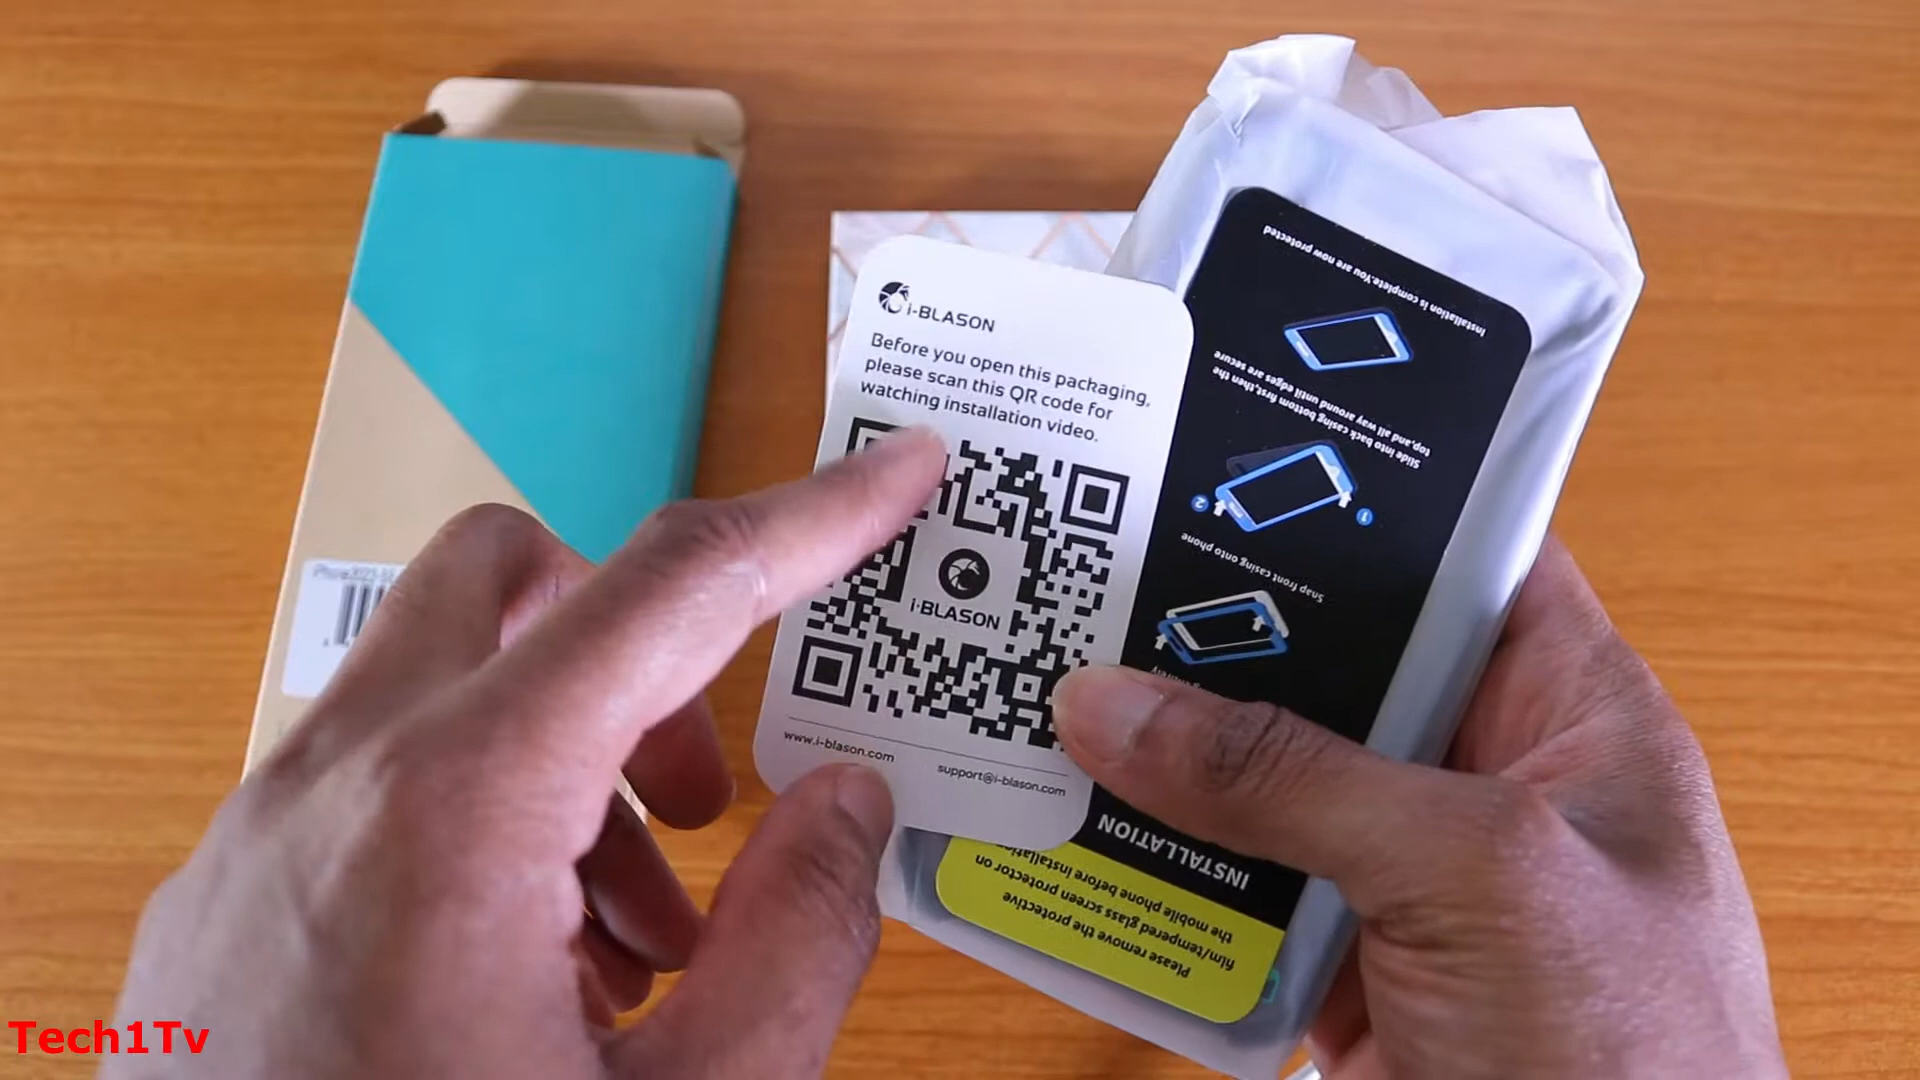 i-BLASON
Before you open this packaging,
please scan this QR code for
watching installation video.
i-BLASON
www.i-blason.com
support@i-blason.com
Please remove the protective
film/tempered glass screen protector on
the mobile phone before installation
INSTALLATION
Snap front casing onto phone
1
2
Slide into back casing bottom first,then the
top,and all way around until edges are secure
Installation is complete.You are now protected
Tech1Tv